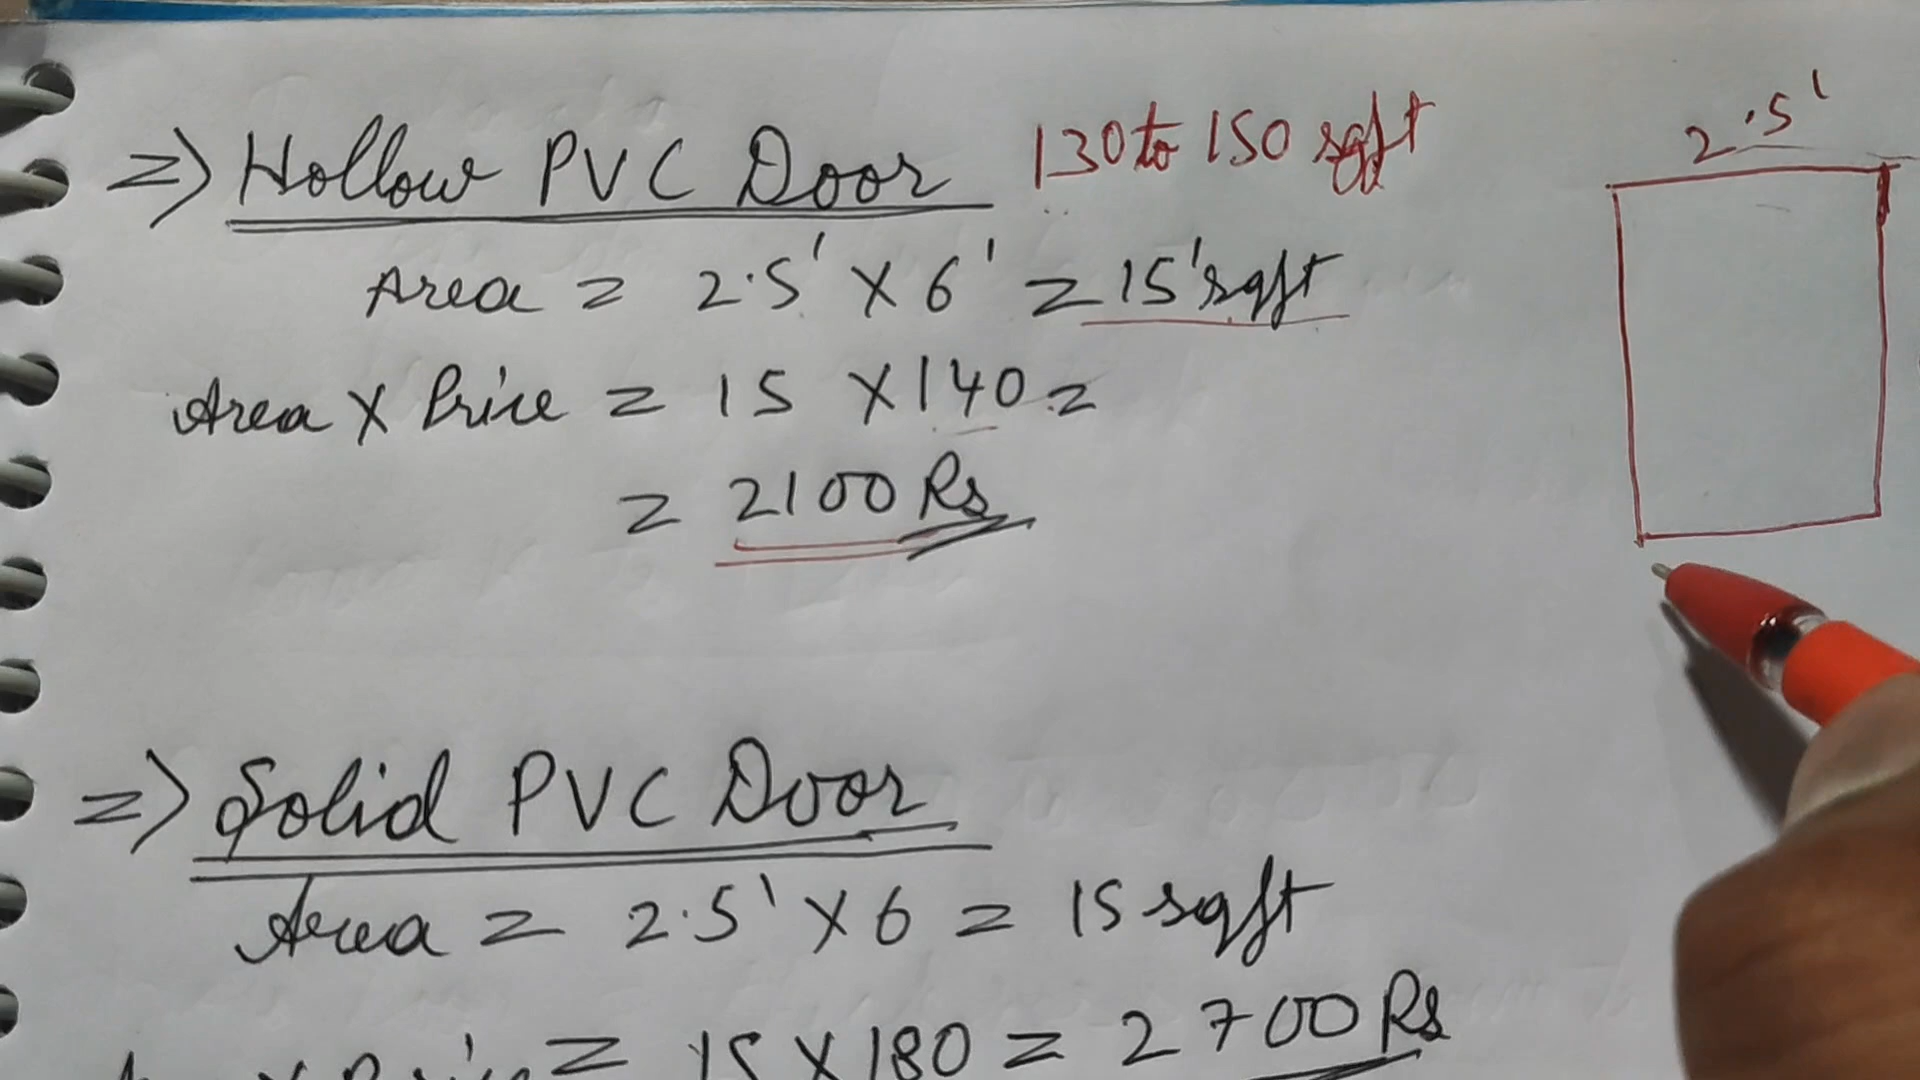 => Hollow PVC Door 130 to 150 sqft
2.5'
Area = 2.5' X 6' = 15' sqft
Area X Price = 15 X 140 =
= 2100 Rs
=> Solid PVC Door
Area = 2.5' X 6 = 15 sqft
X Price = 15 X 180 = 2700 Rs